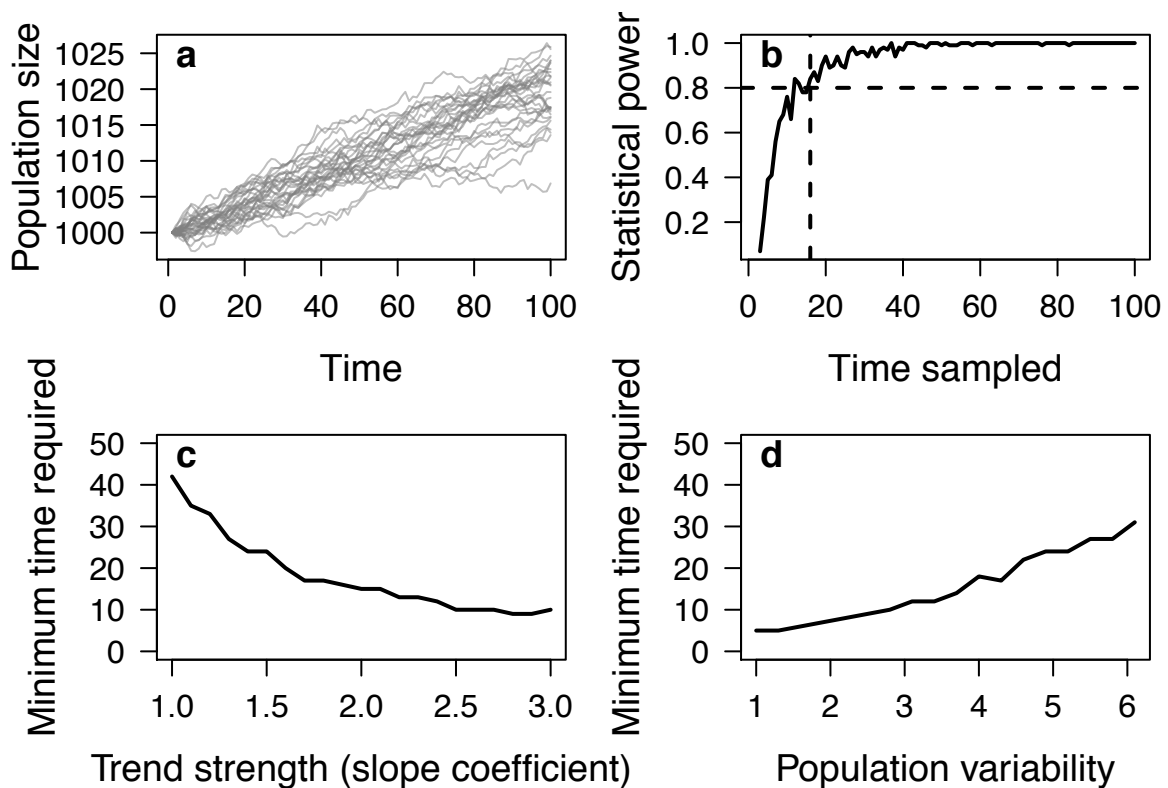 a
Population size
1025
1020
1015
1010
1005
1000
0 20 40 60 80 100
Time
b
Statistical power
1.0
0.8
0.6
0.4
0.2
0 20 40 60 80 100
Time sampled
c
Minimum time required
50
40
30
20
10
0
1.0 1.5 2.0 2.5 3.0
Trend strength (slope coefficient)
d
Minimum time required
50
40
30
20
10
0
1 2 3 4 5 6
Population variability